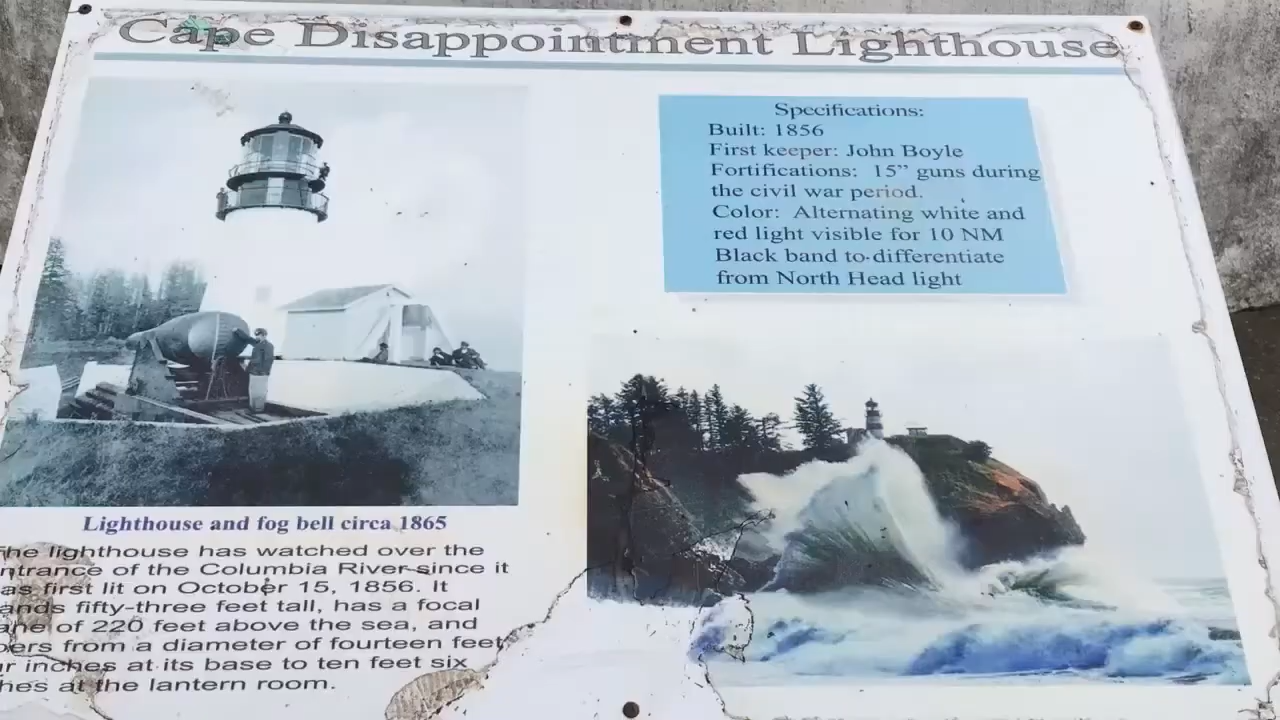 Cape Disappointment Lighthouse
Specifications:
Built: 1856
First keeper: John Boyle
Fortifications: 15” guns during
the civil war period.
Color: Alternating white and
red light visible for 10 NM
Black band to differentiate
from North Head light
Lighthouse and fog bell circa 1865
The lighthouse has watched over the
ntrance of the Columbia River since it
as first lit on October 15, 1856. It
ands fifty-three feet tall, has a focal
ane of 220 feet above the sea, and
pers from a diameter of fourteen feet
ur inches at its base to ten feet six
hes at the lantern room.